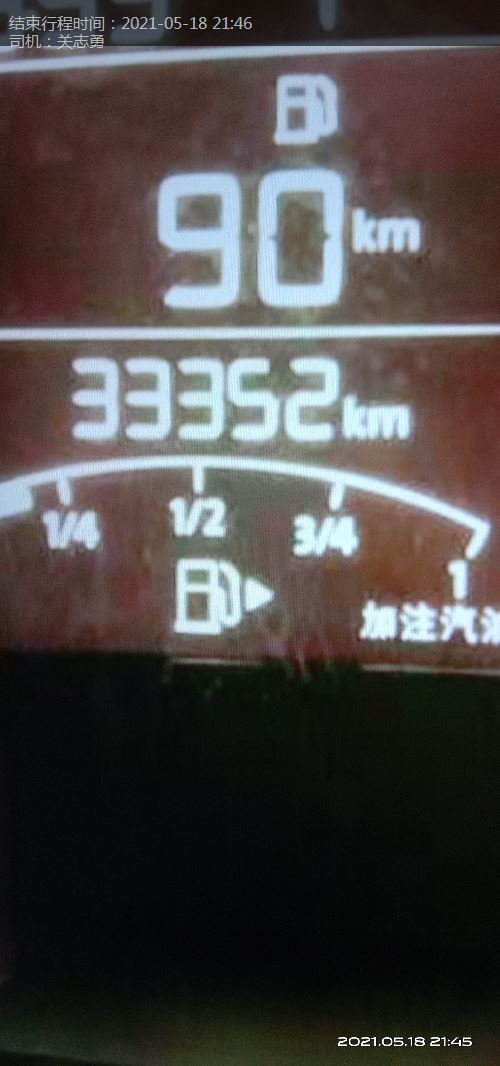 结束行程时间：2021-05-18 21:46
司机：关志勇
90 km
33352 km
1/4 1/2 3/4 1
加注汽
2021.05.18 21:45